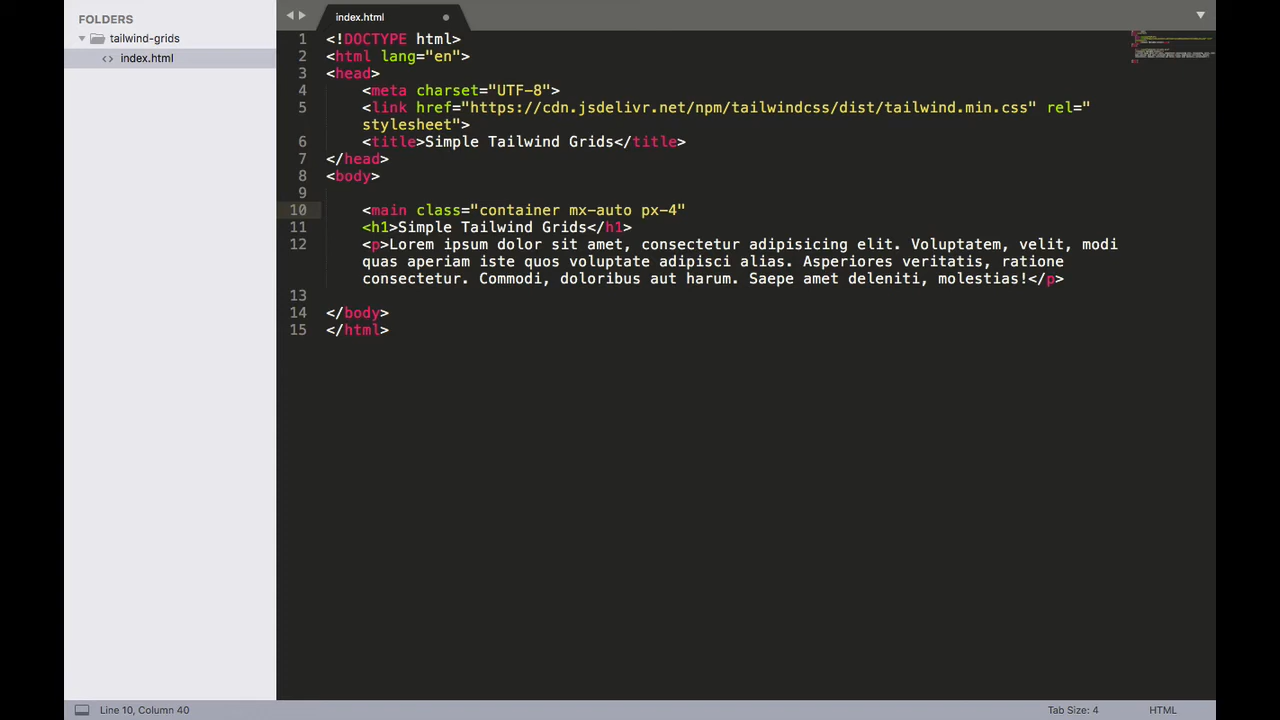 FOLDERS
tailwind-grids
index.html
index.html
1 <!DOCTYPE html>
2 <html lang="en">
3 <head>
4 <meta charset="UTF-8">
5 <link href="https://cdn.jsdelivr.net/npm/tailwindcss/dist/tailwind.min.css" rel="
stylesheet">
6 <title>Simple Tailwind Grids</title>
7 </head>
8 <body>
9
10 <main class="container mx-auto px-4"
11 <h1>Simple Tailwind Grids</h1>
12 <p>Lorem ipsum dolor sit amet, consectetur adipisicing elit. Voluptatem, velit, modi
quas aperiam iste quos voluptate adipisci alias. Asperiores veritatis, ratione
consectetur. Commodi, doloribus aut harum. Saepe amet deleniti, molestias!</p>
13
14 </body>
15 </html>
Line 10, Column 40
Tab Size: 4
HTML